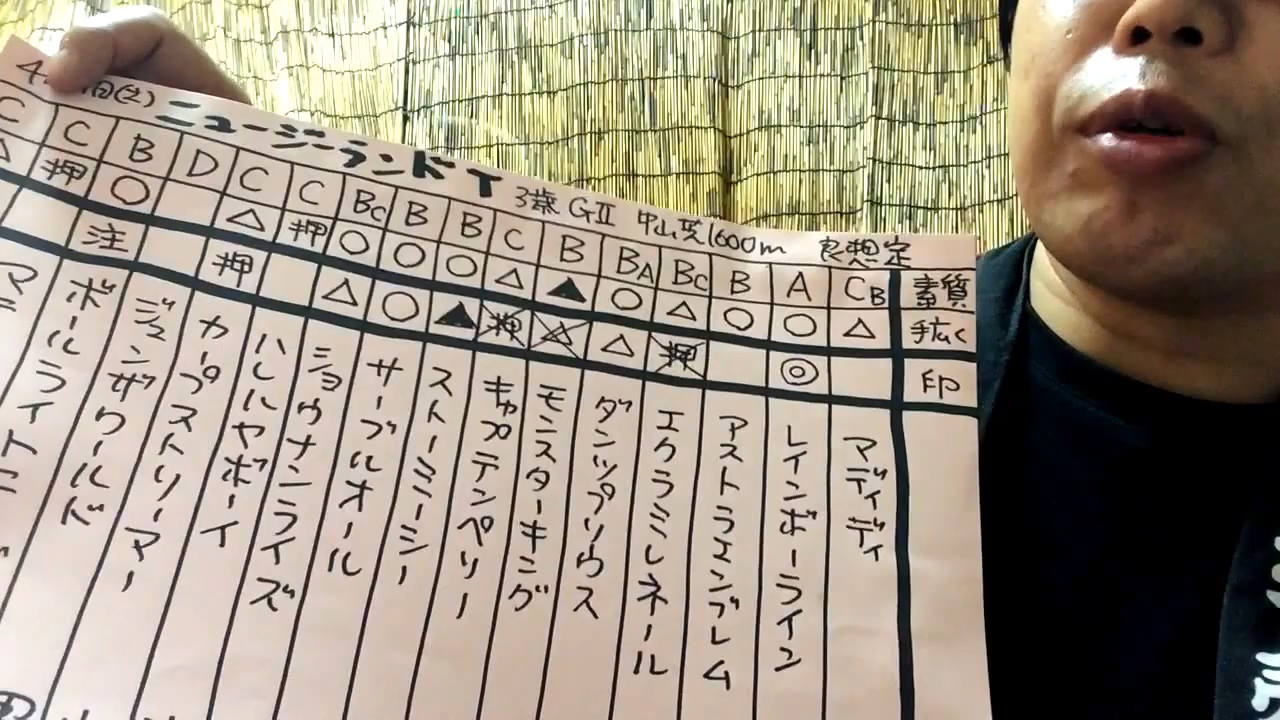 日(土) ニュージーランドT 3歳 GⅡ 中山芝1600m 良想定
C C B D C C BC B B C B BA BC B A CB 素質
△ 押 ○ △ 押 ○ ○ ○ △ ▲ ○ △ ○ ○ △ 手広く
注 押 △ ○ ▲ 押 △ △ 押 ◎ 印
マディディ
レインボーライン
アストラエンブレム
エクラミレネール
ダンツプリウス
モンスターキング
キャプテンペリー
ストーミーシー
サーブルオール
ショウナンライズ
ハレルヤボーイ
カープストリーマー
ジャンザワールド
ボールライトニ